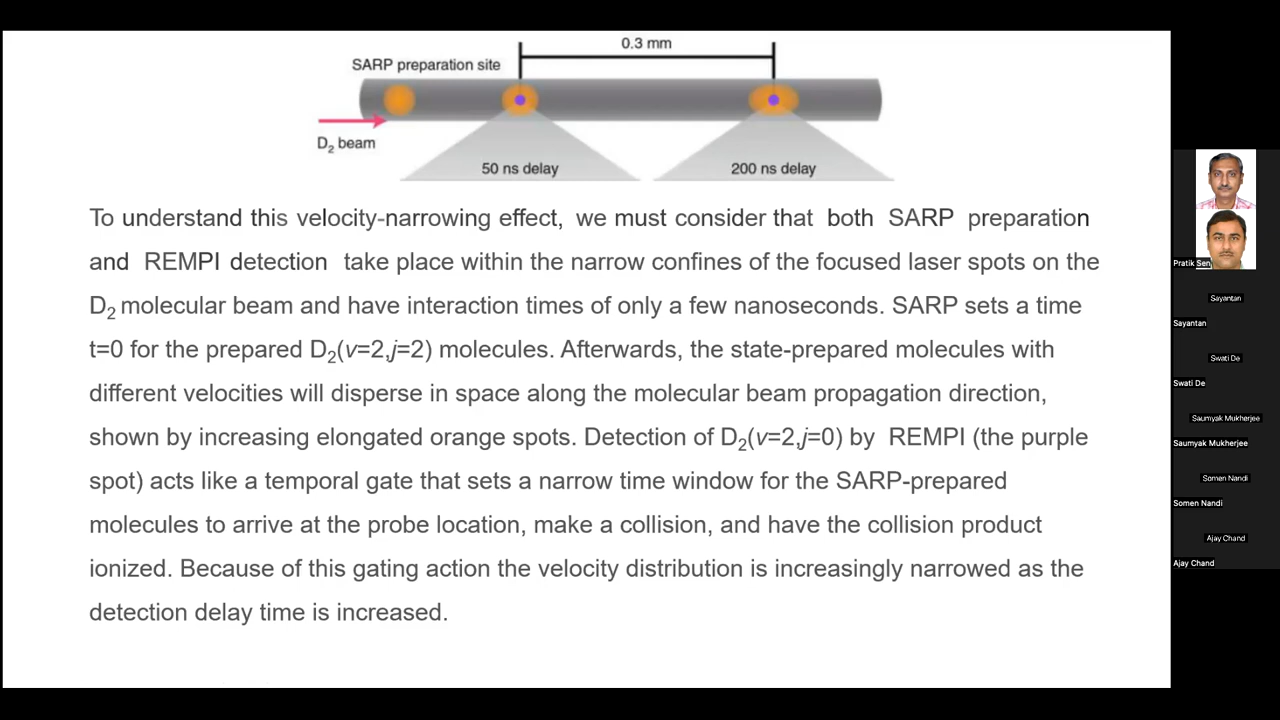 0.3 mm
SARP preparation site
D₂ beam
50 ns delay
200 ns delay
To understand this velocity-narrowing effect, we must consider that both SARP preparation
and REMPI detection take place within the narrow confines of the focused laser spots on the
D₂ molecular beam and have interaction times of only a few nanoseconds. SARP sets a time
t=0 for the prepared D₂(v=2,j=2) molecules. Afterwards, the state-prepared molecules with
different velocities will disperse in space along the molecular beam propagation direction,
shown by increasing elongated orange spots. Detection of D₂(v=2,j=0) by REMPI (the purple
spot) acts like a temporal gate that sets a narrow time window for the SARP-prepared
molecules to arrive at the probe location, make a collision, and have the collision product
ionized. Because of this gating action the velocity distribution is increasingly narrowed as the
detection delay time is increased.
Pratik Sen
Sayantan
Sayantan
Swati De
Swati De
Saumyak Mukherjee
Saumyak Mukherjee
Somen Nandi
Somen Nandi
Ajay Chand
Ajay Chand